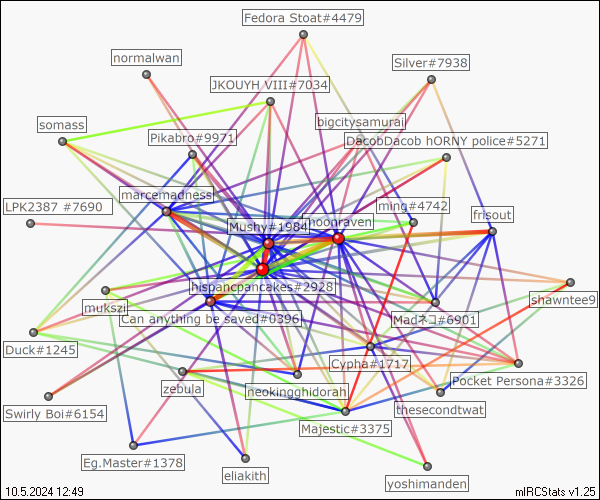 Fedora Stoat#4479
normalwan
Silver#7938
JKOUYH VIII#7034
bigcitysamurai
somass
Pikabro#9971
DacobDacob hORNY police#5271
marcemadness
LPK2387 #7690
ming#4742
frisout
Mushy#1984
moonraven
hispancpancakes#2928
shawntee9
mukszi
Can anything be saved#0396
Madネコ#6901
Duck#1245
Cypha#1717
Pocket Persona#3326
zebula
neokingghidorah
thesecondtwat
Swirly Boi#6154
Majestic#3375
Eg.Master#1378
eliakith
yoshimanden
10.5.2024 12:49
mIRCStats v1.25